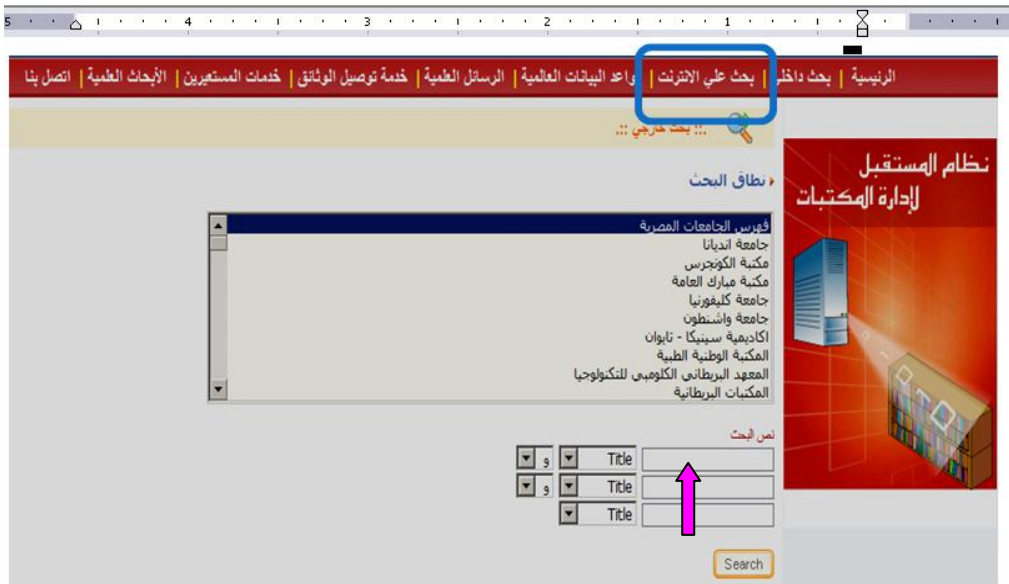 5 4 3 2 1
الرئيسية | بحث داخلي | بحث علي الانترنت | قواعد البيانات العالمية | الرسائل العلمية | خدمة توصيل الوثائق | خدمات المستعيرين | الأبحاث العلمية | اتصل بنا
.:: بحث خارجي ::.
نظام المستقبل
لإدارة المكتبات
نطاق البحث
فهرس الجامعات المصرية
جامعة انديانا
مكتبة الكونجرس
مكتبة مبارك العامة
جامعة كليفورنيا
جامعة واشنطون
اكاديمية سينيكا - تايوان
المكتبة الوطنية الطبية
المعهد البريطاني الكلومبي للتكنولوجيا
المكتبات البريطانية
نص البحث
Title و
Title و
Title
Search